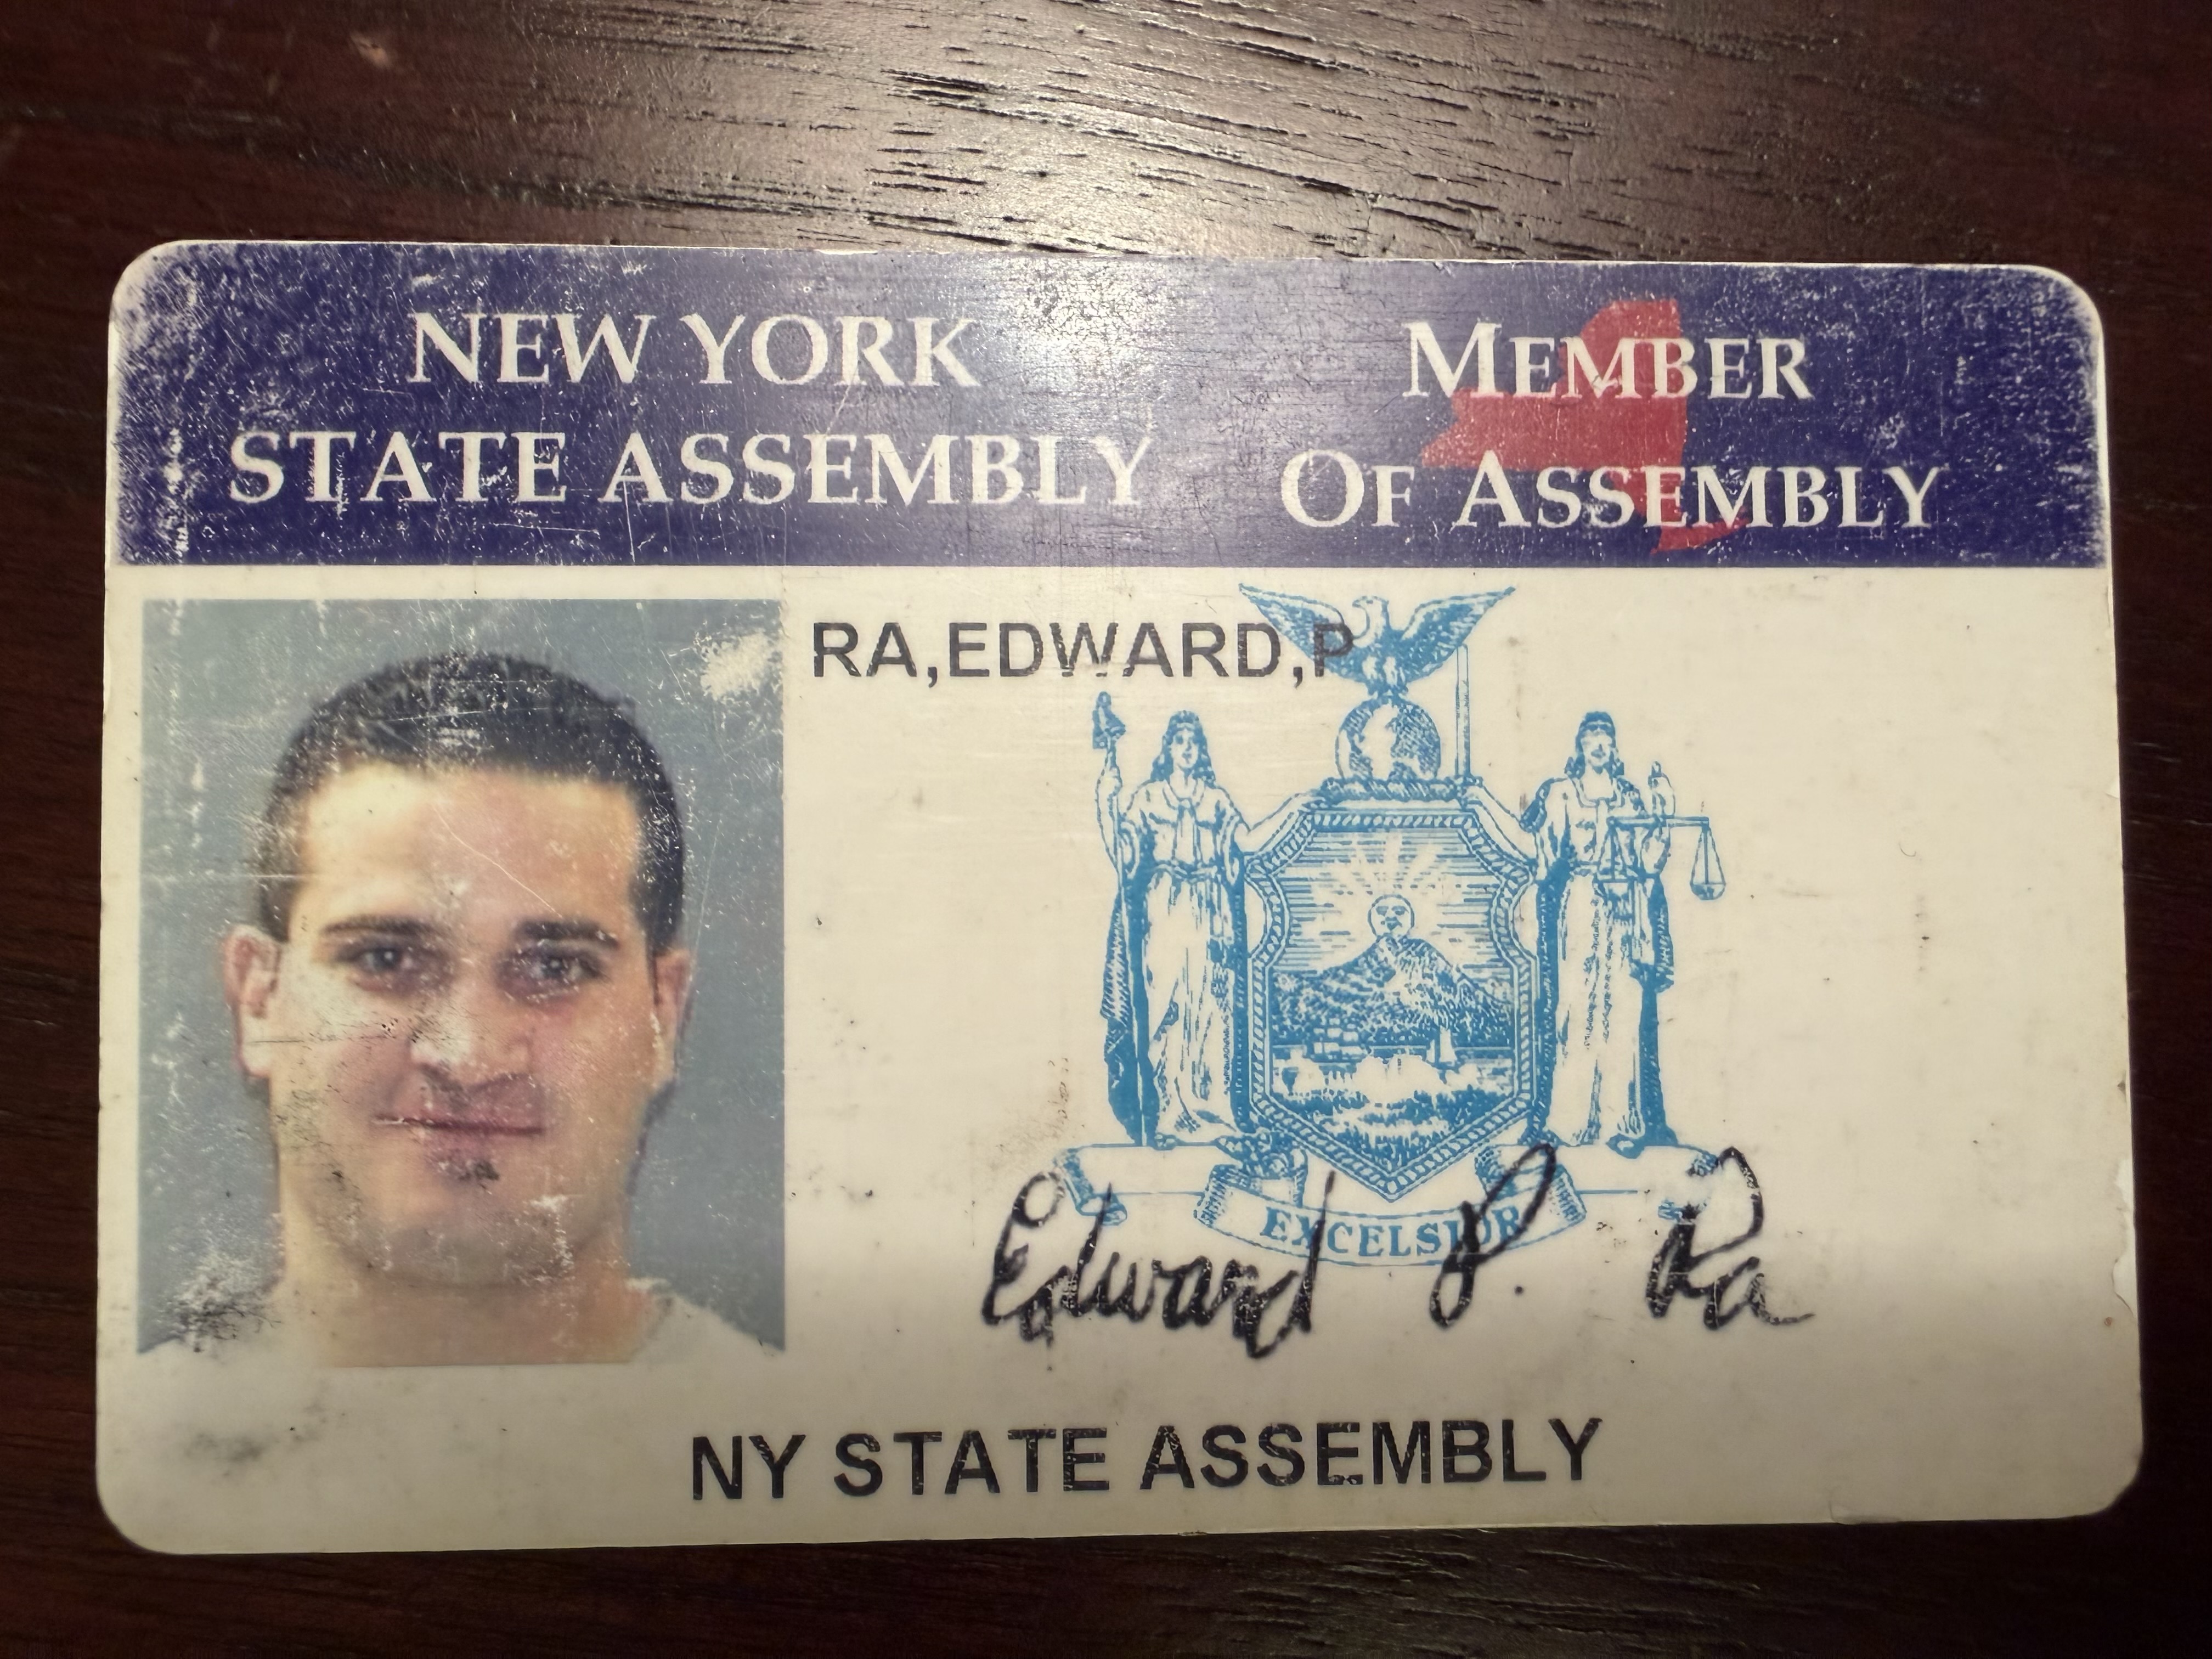 NEW YORK
STATE ASSEMBLY
MEMBER
OF ASSEMBLY
RA,EDWARD,P
EXCELSIOR
Edward P. Ra
NY STATE ASSEMBLY